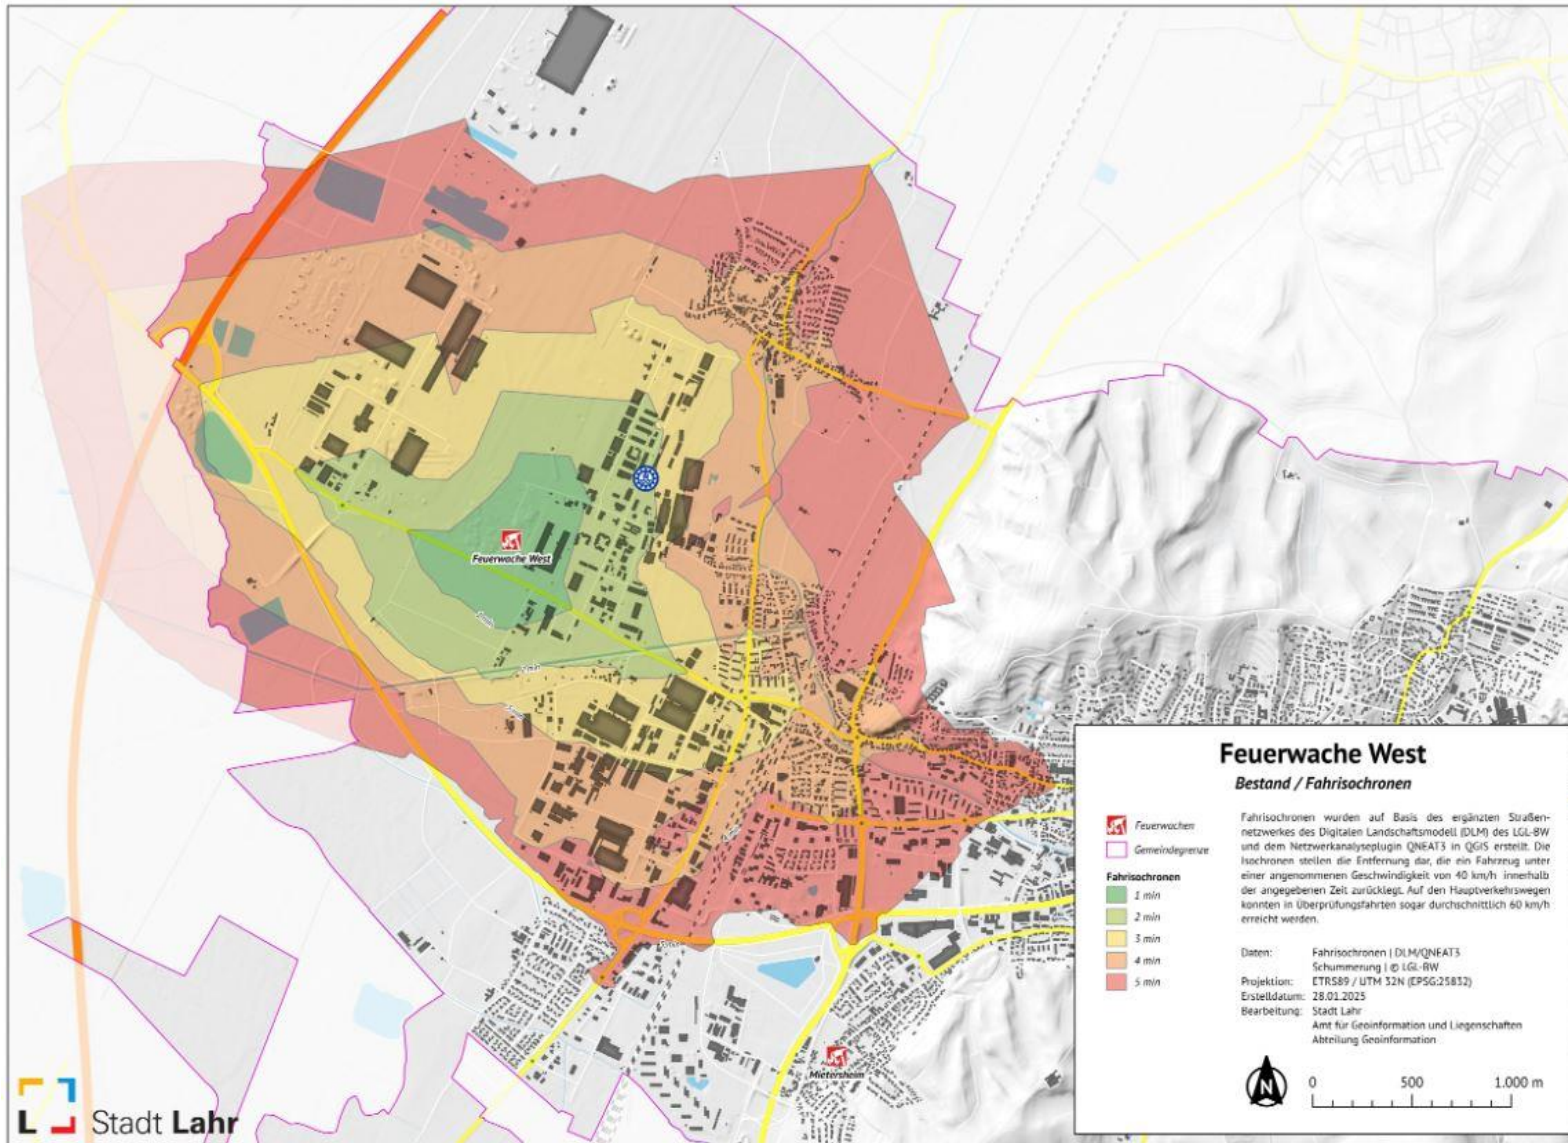 Feuerwache West
2 min
3 min
Mietersheim
Stadt Lahr
Feuerwache West
Bestand / Fahrisochronen
Feuerwachen
Gemeindegrenze
Fahrisochronen
1 min
2 min
3 min
4 min
5 min
Fahrisochronen wurden auf Basis des ergänzten Straßen-
netzwerkes des Digitalen Landschaftsmodell (DLM) des LGL-BW
und dem Netzwerkanalyseplugin QNEAT3 in QGIS erstellt. Die
Isochronen stellen die Entfernung dar, die ein Fahrzeug unter
einer angenommenen Geschwindigkeit von 40 km/h innerhalb
der angegebenen Zeit zurücklegt. Auf den Hauptverkehrswegen
konnten in Überprüfungsfahrten sogar durchschnittlich 60 km/h
erreicht werden.
Daten: Fahrisochronen | DLM/QNEAT3
Schummerung | © LGL-BW
Projektion: ETRS89 / UTM 32N (EPSG:25832)
Erstelldatum: 28.01.2025
Bearbeitung: Stadt Lahr
Amt für Geoinformation und Liegenschaften
Abteilung Geoinformation
N
0 500 1.000 m